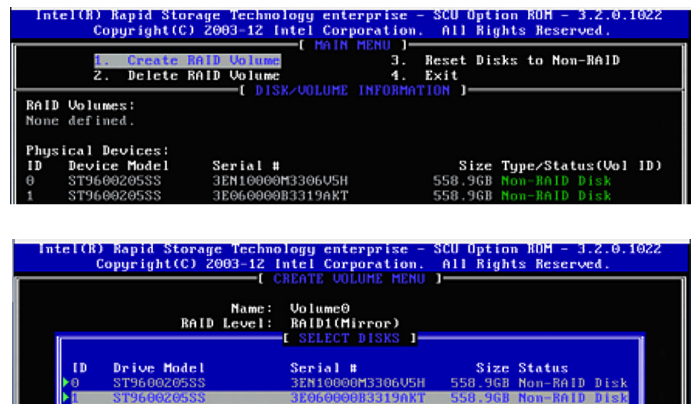 Intel(R) Rapid Storage Technology enterprise - SCU Option ROM - 3.2.0.1022
Copyright(C) 2003-12 Intel Corporation. All Rights Reserved.
[ MAIN MENU ]
1. Create RAID Volume 3. Reset Disks to Non-RAID
2. Delete RAID Volume 4. Exit
[ DISK/VOLUME INFORMATION ]
RAID Volumes:
None defined.
Physical Devices:
ID Device Model Serial # Size Type/Status(Vol ID)
0 ST9600205SS 3EN10000M3306V5H 558.9GB Non-RAID Disk
1 ST9600205SS 3E060000B3319AKT 558.9GB Non-RAID Disk
Intel(R) Rapid Storage Technology enterprise - SCU Option ROM - 3.2.0.1022
Copyright(C) 2003-12 Intel Corporation. All Rights Reserved.
[ CREATE VOLUME MENU ]
Name: Volume0
RAID Level: RAID1(Mirror)
[ SELECT DISKS ]
ID Drive Model Serial # Size Status
0 ST9600205SS 3EN10000M3306V5H 558.9GB Non-RAID Disk
1 ST9600205SS 3E060000B3319AKT 558.9GB Non-RAID Disk